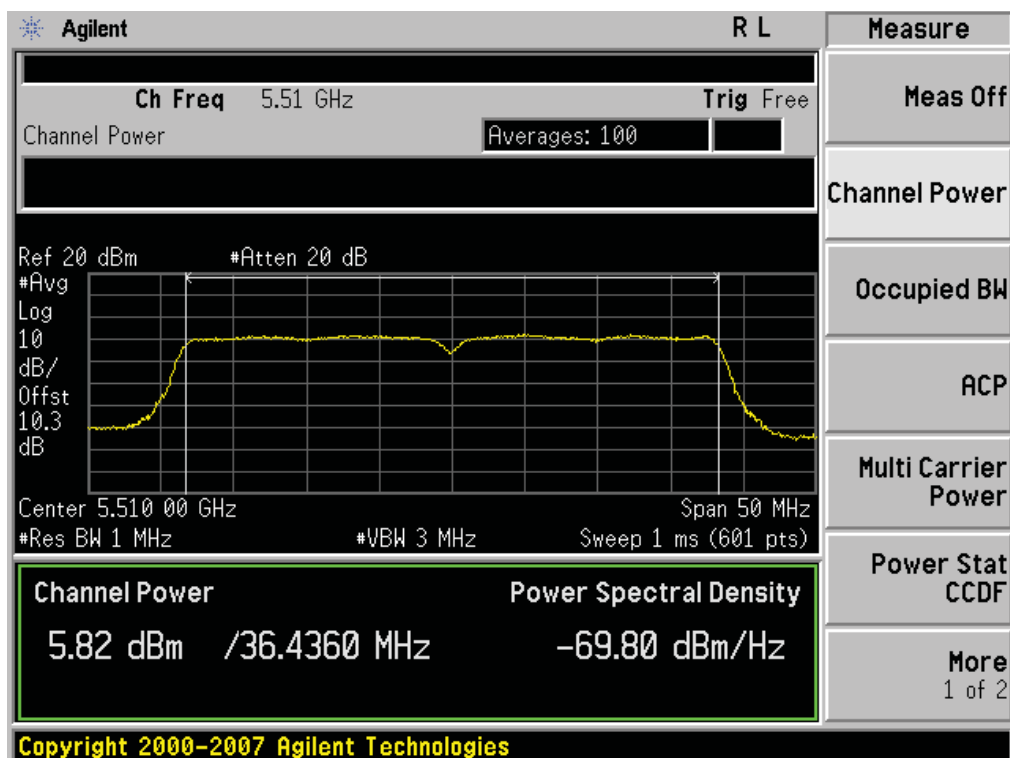 Agilent R L
Ch Freq 5.51 GHz Trig Free
Channel Power Averages: 100
Ref 20 dBm #Atten 20 dB
#Avg
Log
10
dB/
Offst
10.3
dB
Center 5.510 00 GHz Span 50 MHz
#Res BW 1 MHz #VBW 3 MHz Sweep 1 ms (601 pts)
Channel Power Power Spectral Density
5.82 dBm /36.4360 MHz -69.80 dBm/Hz
Copyright 2000-2007 Agilent Technologies
Measure
Meas Off
Channel Power
Occupied BW
ACP
Multi Carrier
Power
Power Stat
CCDF
More
1 of 2